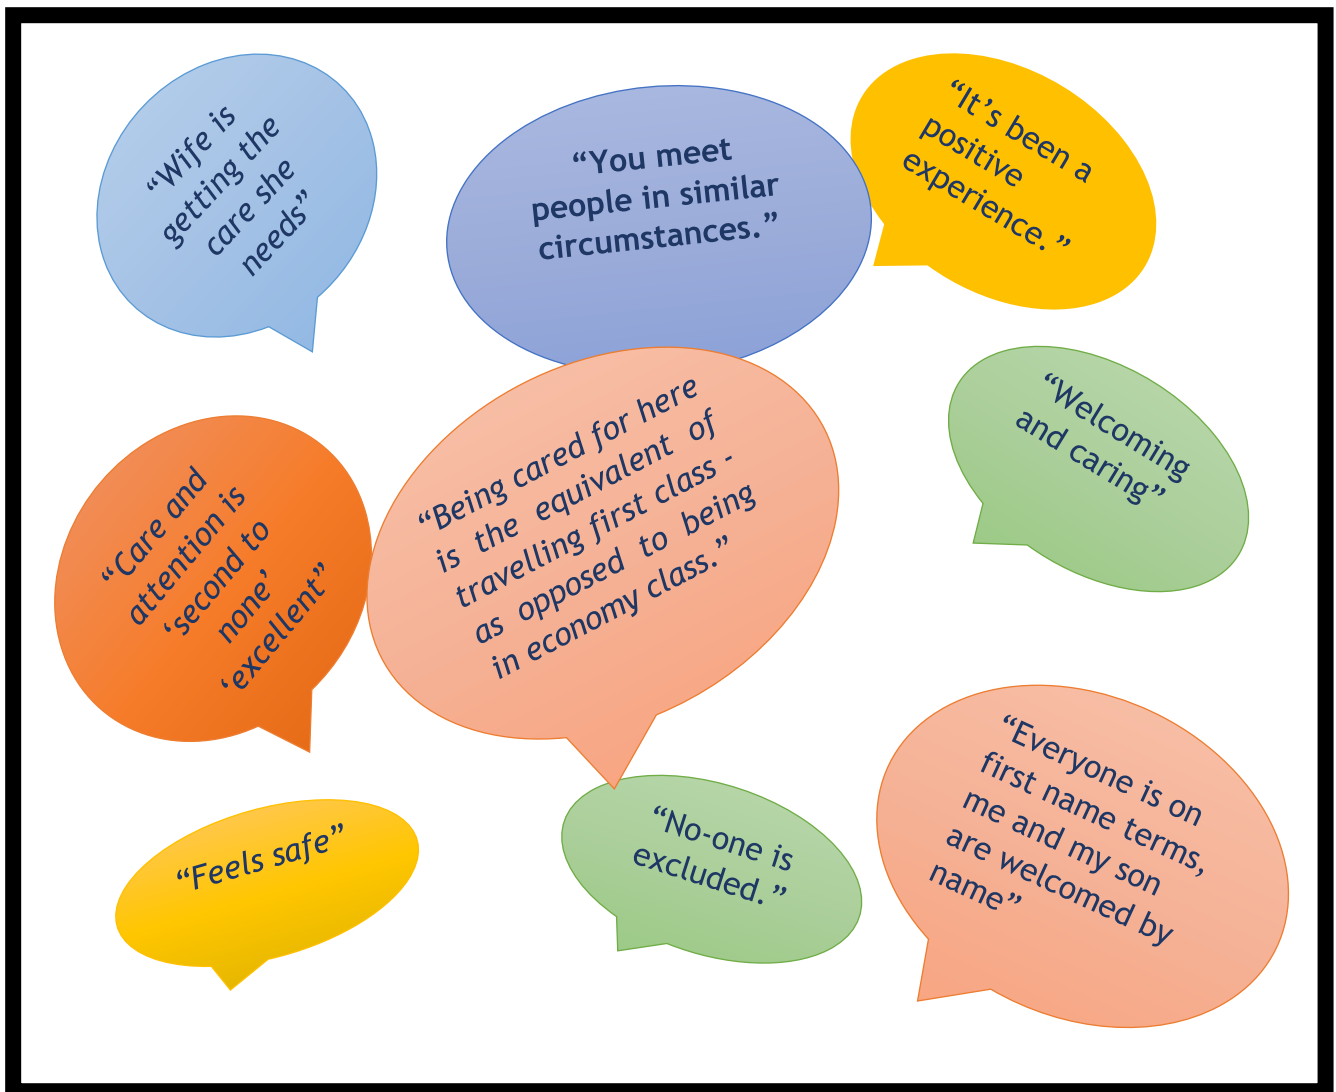 “Wife is
getting the
care she
needs”
“You meet
people in similar
circumstances.”
“It’s been a
positive
experience. ”
“Care and
attention is
‘second to
none’
‘excellent”
“Being cared for here
is the equivalent of
travelling first class -
as opposed to being
in economy class.”
“Welcoming
and caring”
“Feels safe”
“No-one is
excluded.”
“Everyone is on
first name terms,
me and my son
are welcomed by
name”